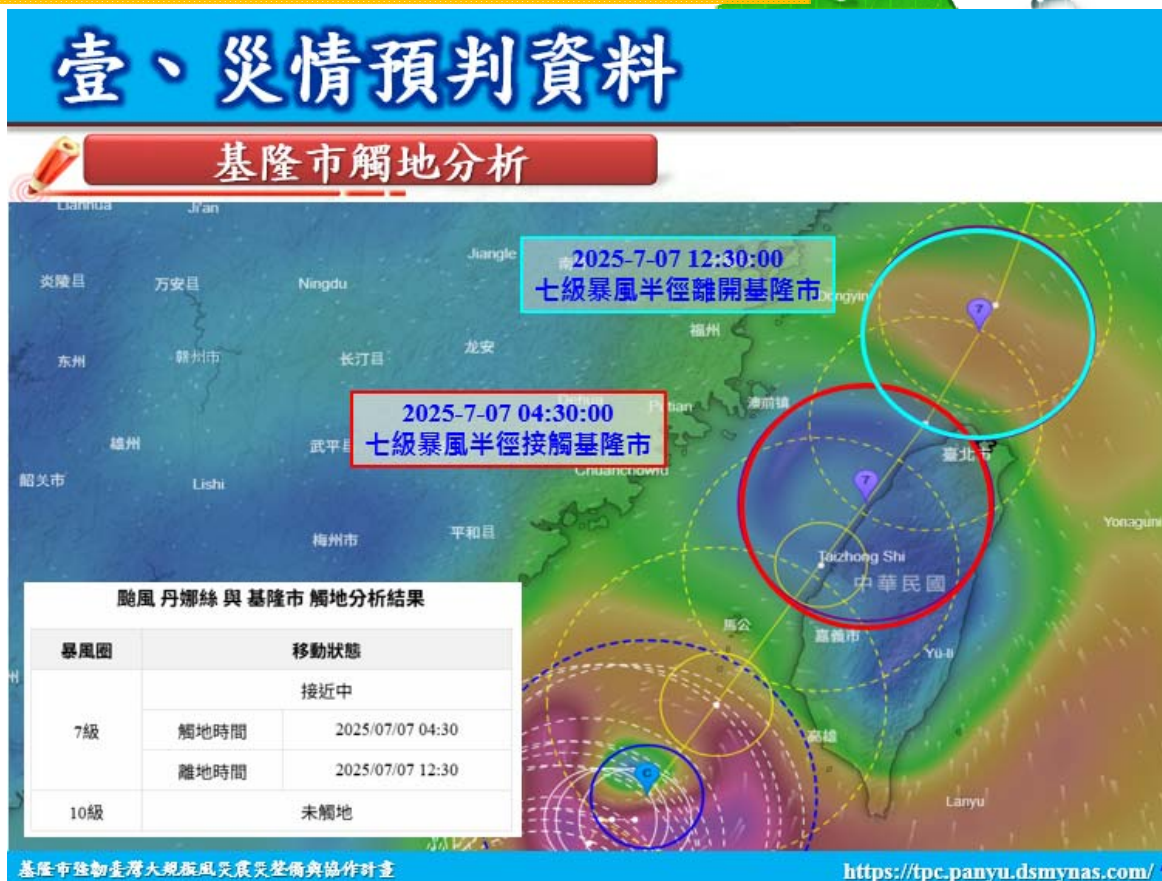 壹、災情預判資料
基隆市觸地分析
Lianhua
Ji'an
Jiangle
2025-7-07 12:30:00
七級暴風半徑離開基隆市
炎陵县
万安县
Ningdu
Dongyin
7
福州
东州
赣州市
长汀县
龙安
2025-7-07 04:30:00
七級暴風半徑接觸基隆市
澳前镇
雄州
武平县
臺北市
韶关市
Lishi
7
梅州市
平和县
Yonaguni
Taizhong Shi
中華民國
馬公
嘉義市
Yü-li
高雄
C
Lanyu
颱風 丹娜絲 與 基隆市 觸地分析結果
暴風圈 移動狀態
7級 接近中
觸地時間 2025/07/07 04:30
離地時間 2025/07/07 12:30
10級 未觸地
基隆市強韌臺灣大規模風災震災整備與協作計畫
https://tpc.panyu.dsmynas.com/